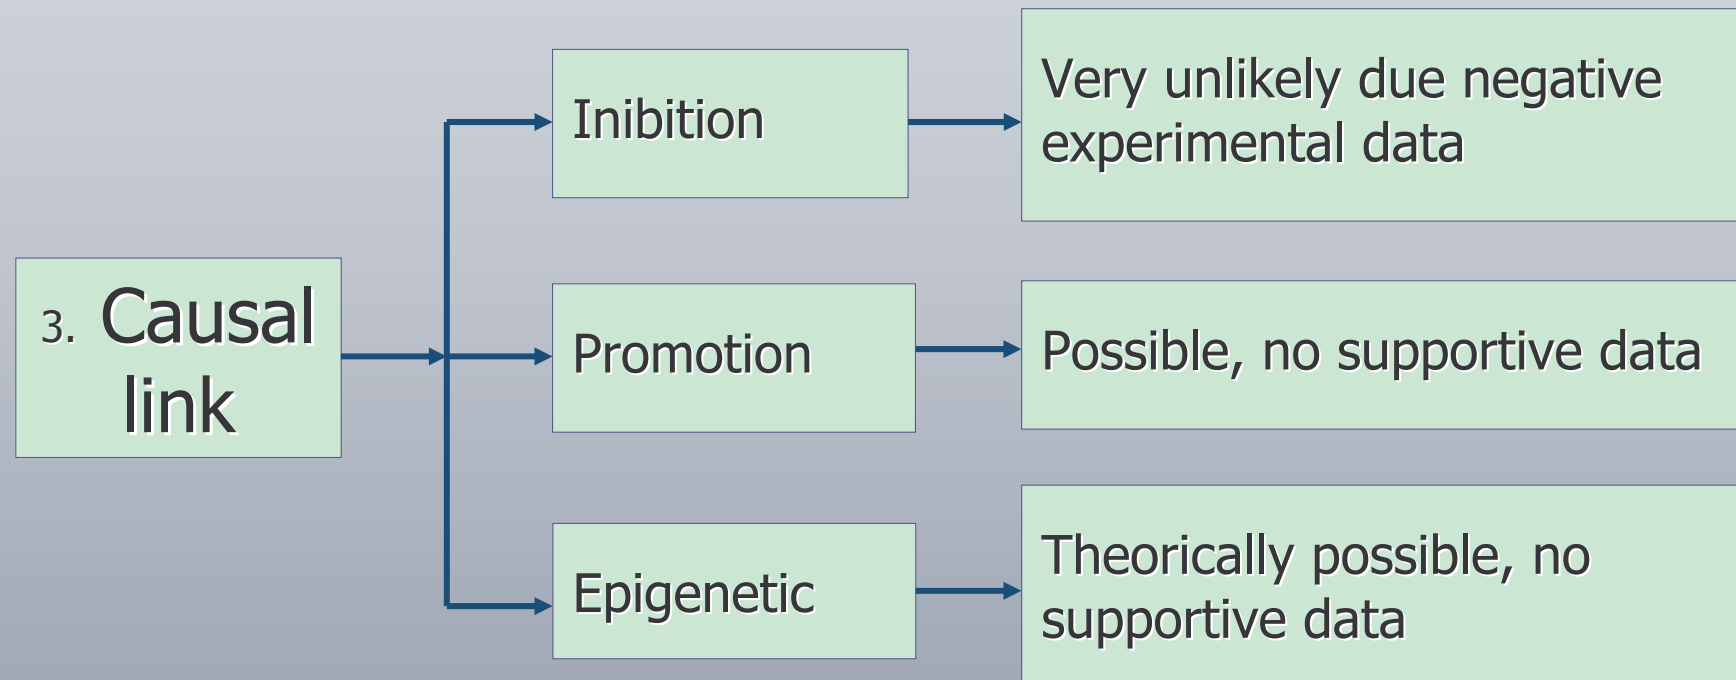 3. Causal
link
Inibition
Very unlikely due negative
experimental data
Promotion
Possible, no supportive data
Epigenetic
Theorically possible, no
supportive data